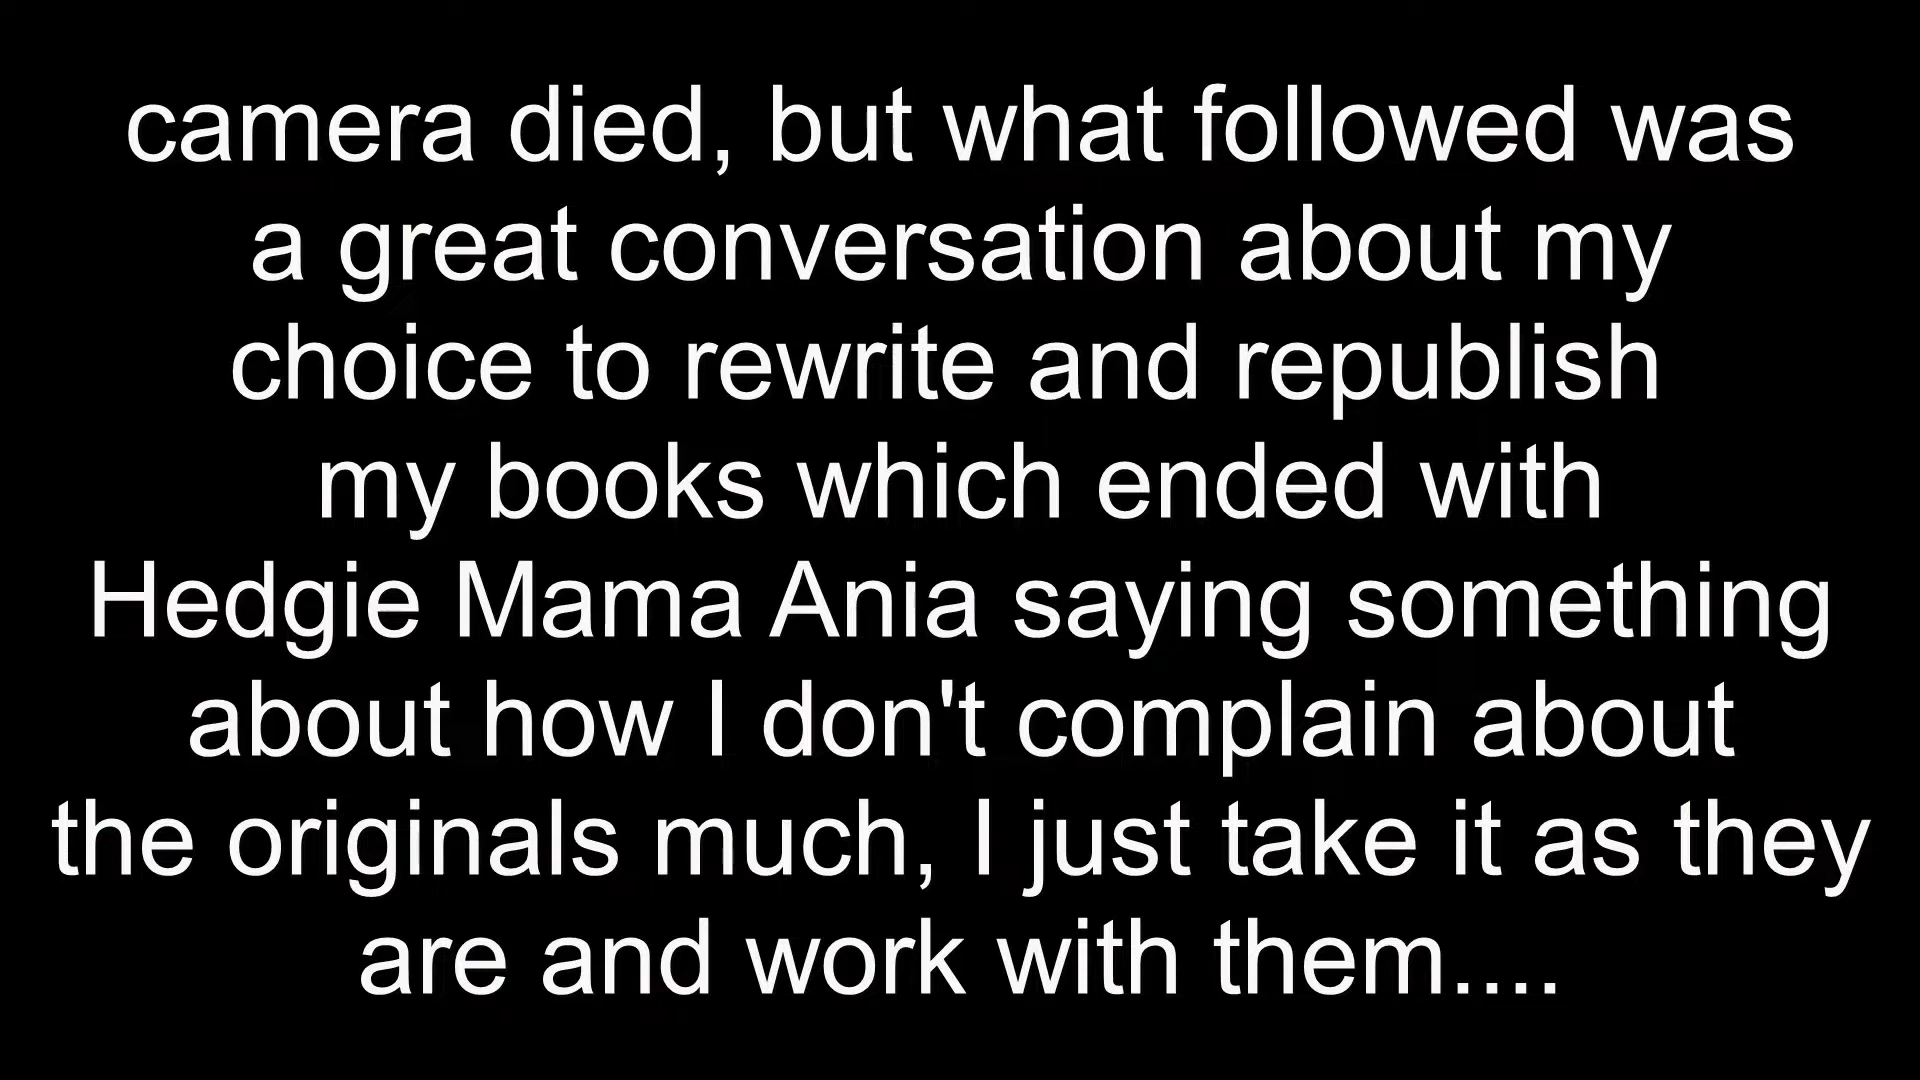 camera died, but what followed was
a great conversation about my
choice to rewrite and republish
my books which ended with
Hedgie Mama Ania saying something
about how I don't complain about
the originals much, I just take it as they
are and work with them....